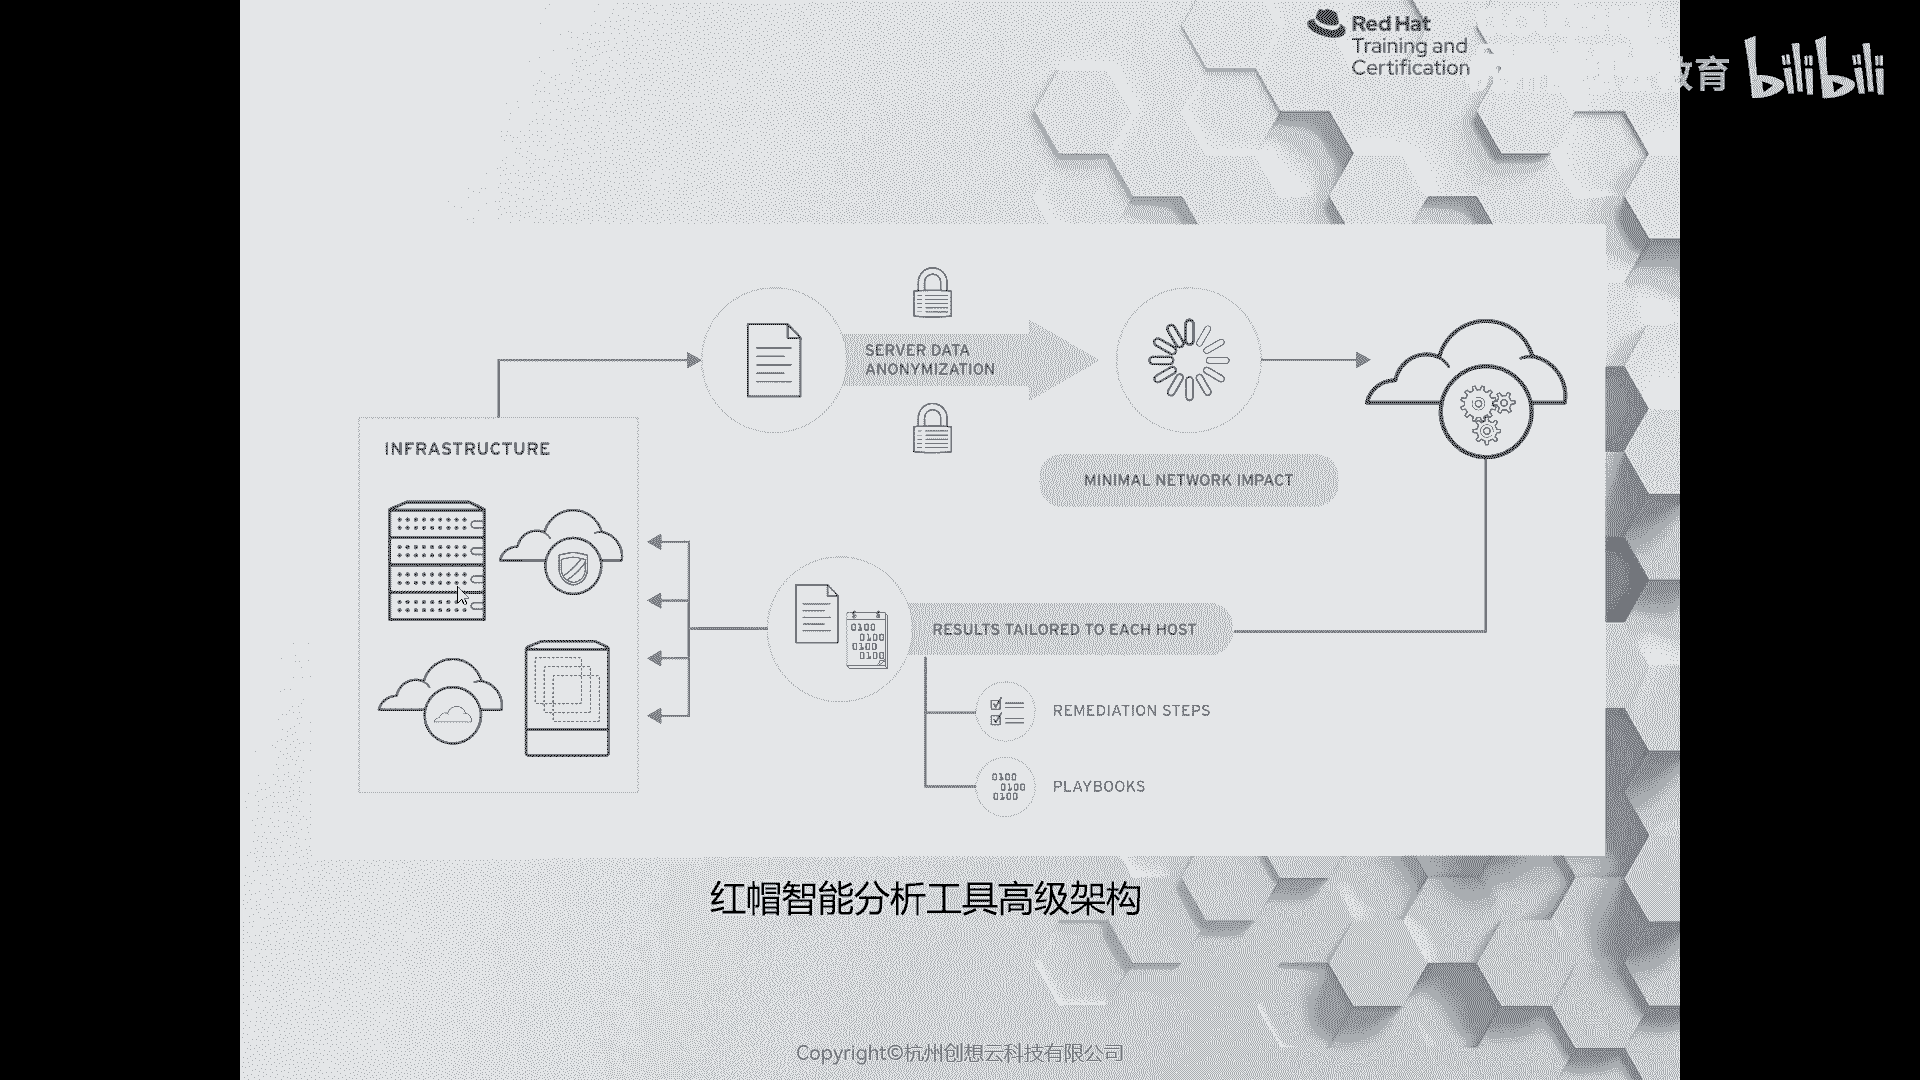 Red Hat
Training and
Certification
育 bilibili
SERVER DATA
ANONYMIZATION
INFRASTRUCTURE
MINIMAL NETWORK IMPACT
RESULTS TAILORED TO EACH HOST
0100
0100
0100
0100
REMEDIATION STEPS
0100
0100
0100
PLAYBOOKS
红帽智能分析工具高级架构
Copyright©杭州创想云科技有限公司